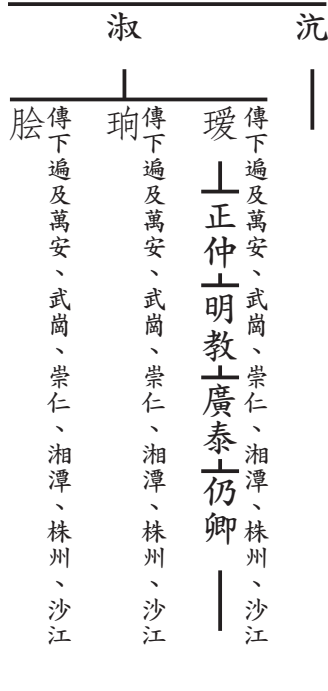 沆
淑
瑗
傳下遍及萬安、武崗、崇仁、湘潭、株州、沙江
正仲
明教
廣泰
仍卿
珦
傳下遍及萬安、武崗、崇仁、湘潭、株州、沙江
脍
傳下遍及萬安、武崗、崇仁、湘潭、株州、沙江